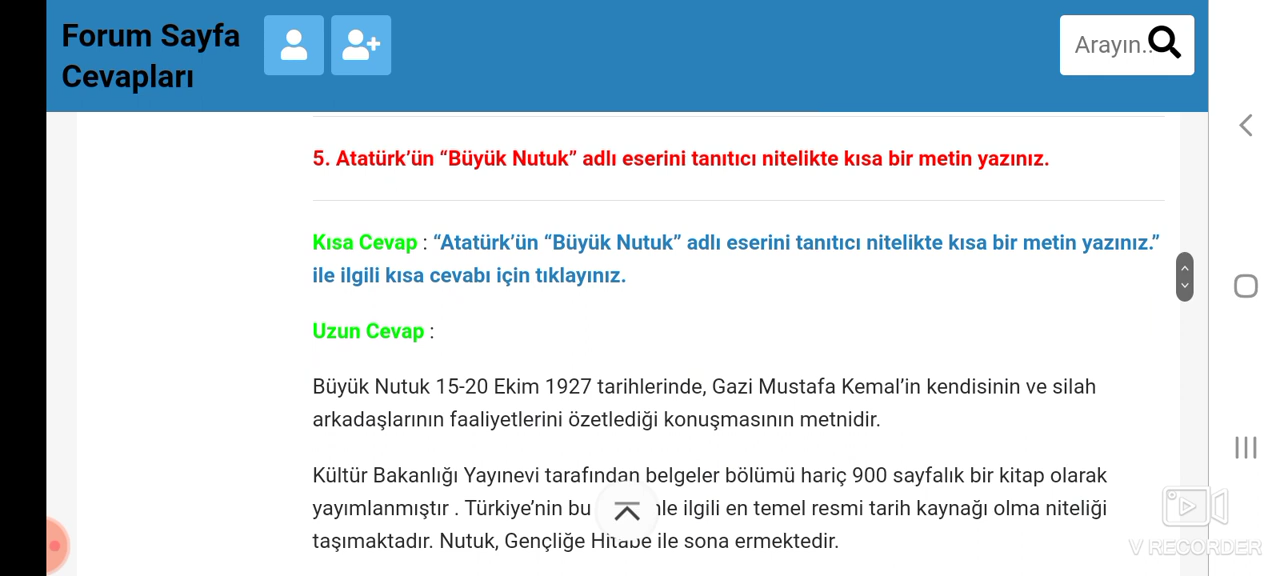 Forum Sayfa
Cevapları
Arayın..
5. Atatürk’ün “Büyük Nutuk” adlı eserini tanıtıcı nitelikte kısa bir metin yazınız.
Kısa Cevap : “Atatürk’ün “Büyük Nutuk” adlı eserini tanıtıcı nitelikte kısa bir metin yazınız.”
ile ilgili kısa cevabı için tıklayınız.
Uzun Cevap :
Büyük Nutuk 15-20 Ekim 1927 tarihlerinde, Gazi Mustafa Kemal’in kendisinin ve silah
arkadaşlarının faaliyetlerini özetlediği konuşmasının metnidir.
Kültür Bakanlığı Yayınevi tarafından belgeler bölümü hariç 900 sayfalık bir kitap olarak
yayımlanmıştır . Türkiye’nin bu ile ilgili en temel resmi tarih kaynağı olma niteliği
taşımaktadır. Nutuk, Gençliğe Hitabe ile sona ermektedir.
V RECORDER